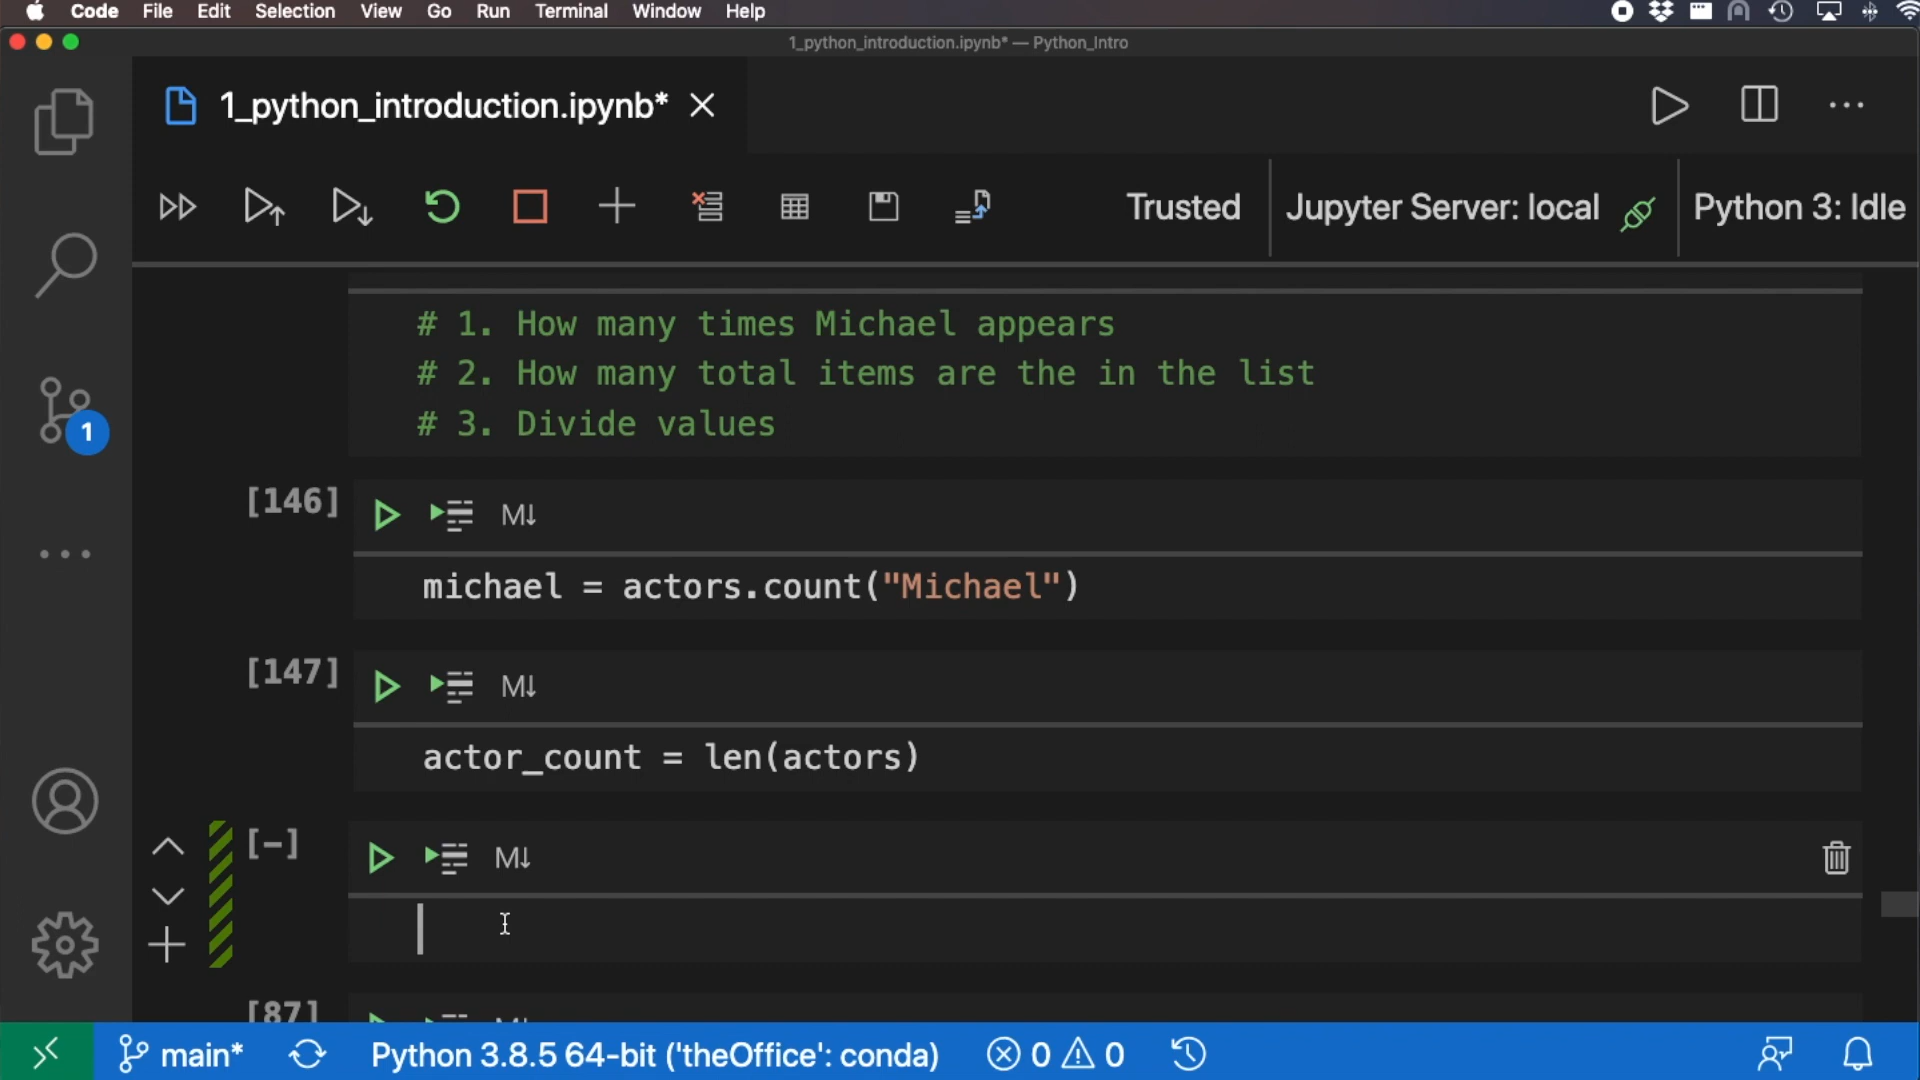 Code File Edit Selection View Go Run Terminal Window Help
1_python_introduction.ipynb* — Python_Intro
1_python_introduction.ipynb*
Trusted Jupyter Server: local Python 3: Idle
# 1. How many times Michael appears
# 2. How many total items are the in the list
# 3. Divide values
[146]
M↓
michael = actors.count("Michael")
[147]
M↓
actor_count = len(actors)
[-]
M↓
[87]
M↓
1
main* Python 3.8.5 64-bit ('theOffice': conda) 0 0